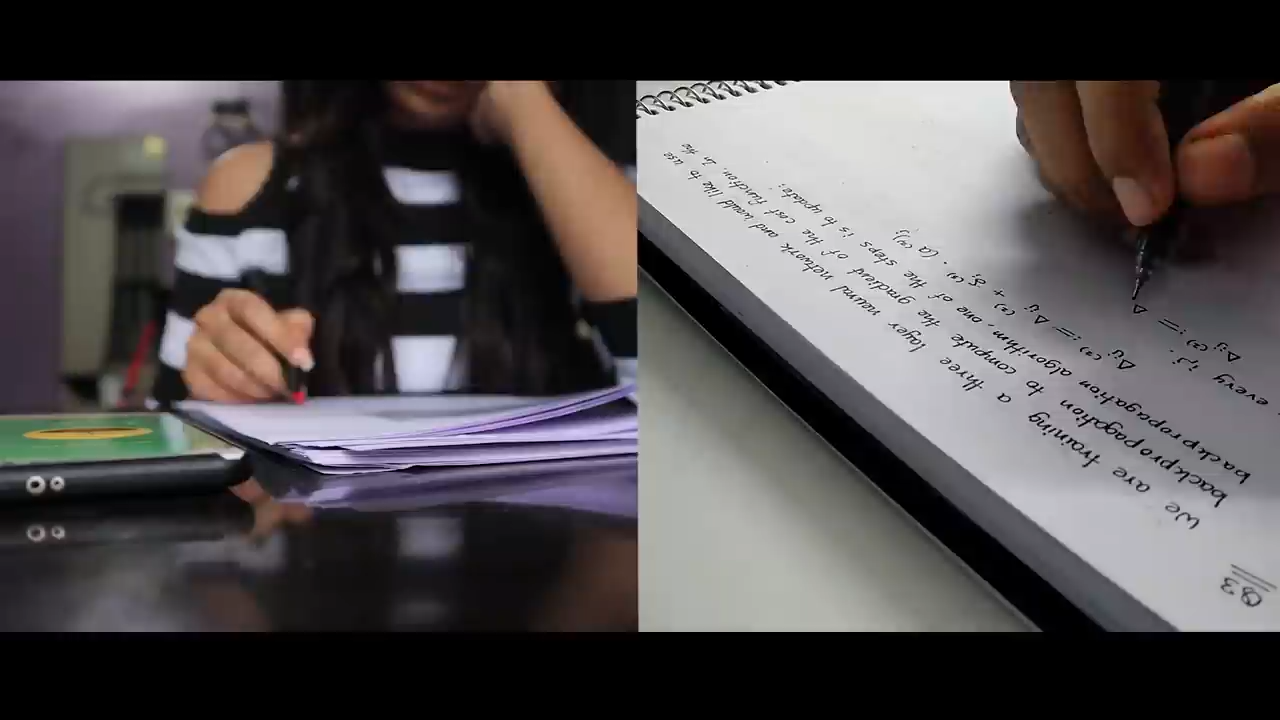 Q3
We are training a three layer neural network and would like to use
backpropagation to compute the gradient of the cost function. In the
backpropagation algorithm, one of the steps is to update:
Δij (2) := Δij (2) + δi (3) * (a (2))j
every i,j.
Δij (2) := Δ